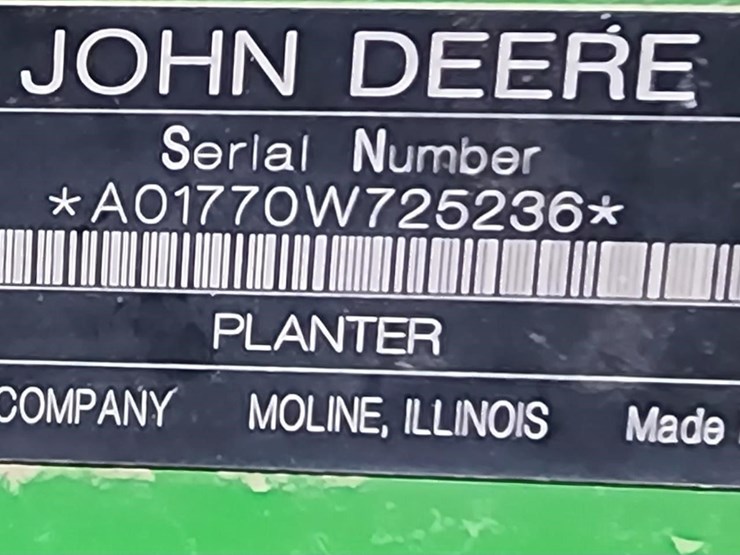 JOHN DEERE
Serial Number
*A01770W725236*
PLANTER
COMPANY MOLINE, ILLINOIS Made